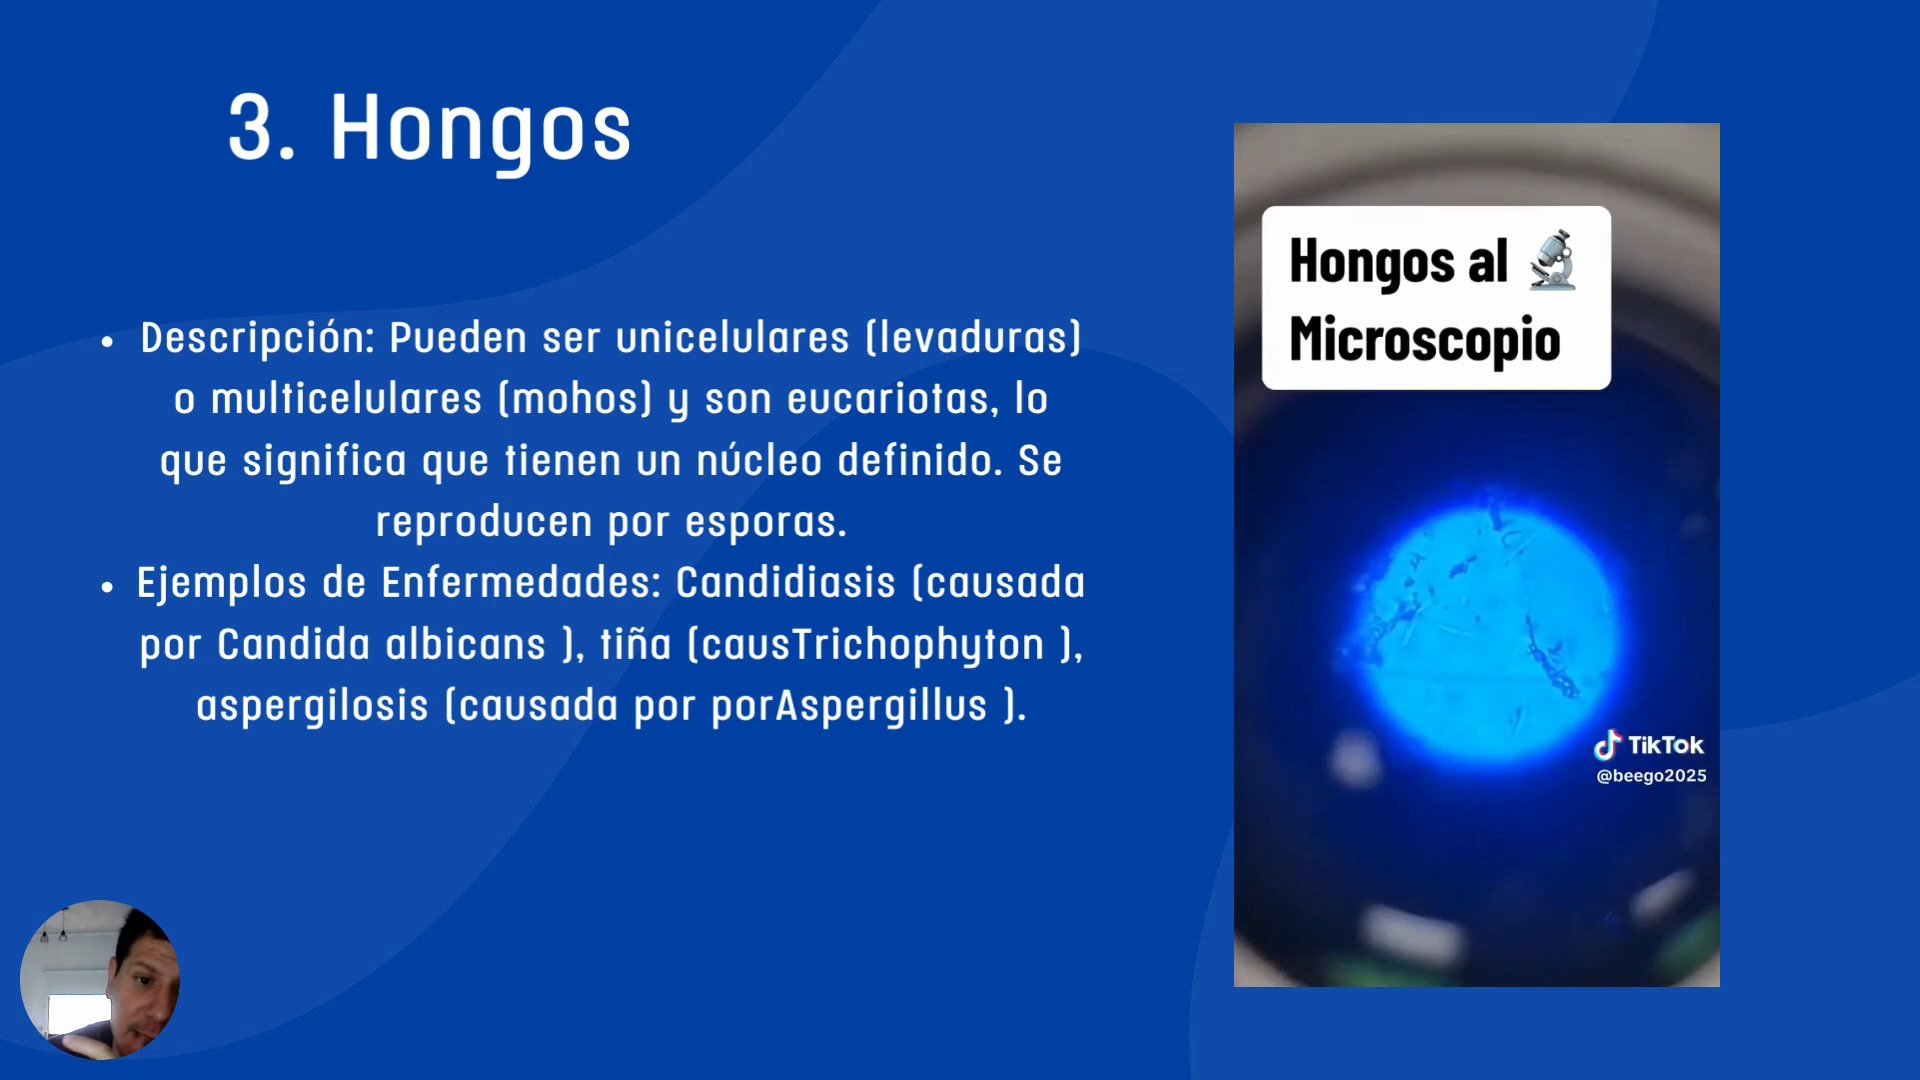 3. Hongos
• Descripción: Pueden ser unicelulares (levaduras)
o multicelulares (mohos) y son eucariotas, lo
que significa que tienen un núcleo definido. Se
reproducen por esporas.
• Ejemplos de Enfermedades: Candidiasis (causada
por Candida albicans ), tiña (causTrichophyton ),
aspergilosis (causada por porAspergillus ).
Hongos al 🔬
Microscopio
TikTok
@beego2025